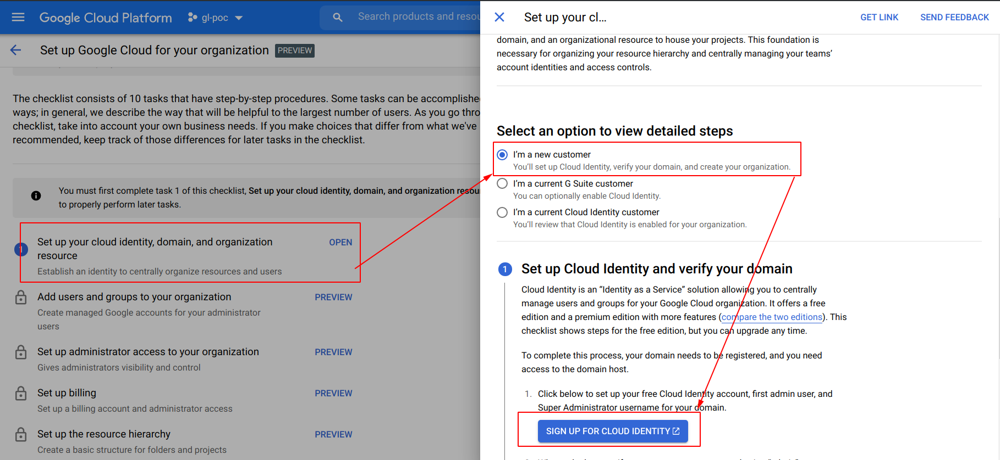 Google Cloud Platform
gl-poc
Search products and resou
Set up Google Cloud for your organization
PREVIEW
The checklist consists of 10 tasks that have step-by-step procedures. Some tasks can be accomplishe
ways; in general, we describe the way that will be helpful to the largest number of users. As you go thro
checklist, take into account your own business needs. If you make choices that differ from what we've
recommended, keep track of those differences for later tasks in the checklist.
You must first complete task 1 of this checklist, Set up your cloud identity, domain, and organization resou
to properly perform later tasks.
1
Set up your cloud identity, domain, and organization
resource
OPEN
Establish an identity to centrally organize resources and users
Add users and groups to your organization
PREVIEW
Create managed Google accounts for your administrator
users
Set up administrator access to your organization
PREVIEW
Gives administrators visibility and control
Set up billing
PREVIEW
Set up a billing account and administrator access
Set up the resource hierarchy
PREVIEW
Create a basic structure for folders and projects
Set up your cl...
GET LINK
SEND FEEDBACK
domain, and an organizational resource to house your projects. This foundation is
necessary for organizing your resource hierarchy and centrally managing your teams’
account identities and access controls.
Select an option to view detailed steps
I’m a new customer
You’ll set up Cloud Identity, verify your domain, and create your organization.
I’m a current G Suite customer
You can optionally enable Cloud Identity.
I’m a current Cloud Identity customer
You’ll review that Cloud Identity is enabled for your organization.
1
Set up Cloud Identity and verify your domain
Cloud Identity is an “Identity as a Service” solution allowing you to centrally
manage users and groups for your Google Cloud organization. It offers a free
edition and a premium edition with more features (compare the two editions). This
checklist shows steps for the free edition, but you can upgrade any time.
To complete this process, your domain needs to be registered, and you need
access to the domain host.
1. Click below to set up your free Cloud Identity account, first admin user, and
Super Administrator username for your domain.
SIGN UP FOR CLOUD IDENTITY